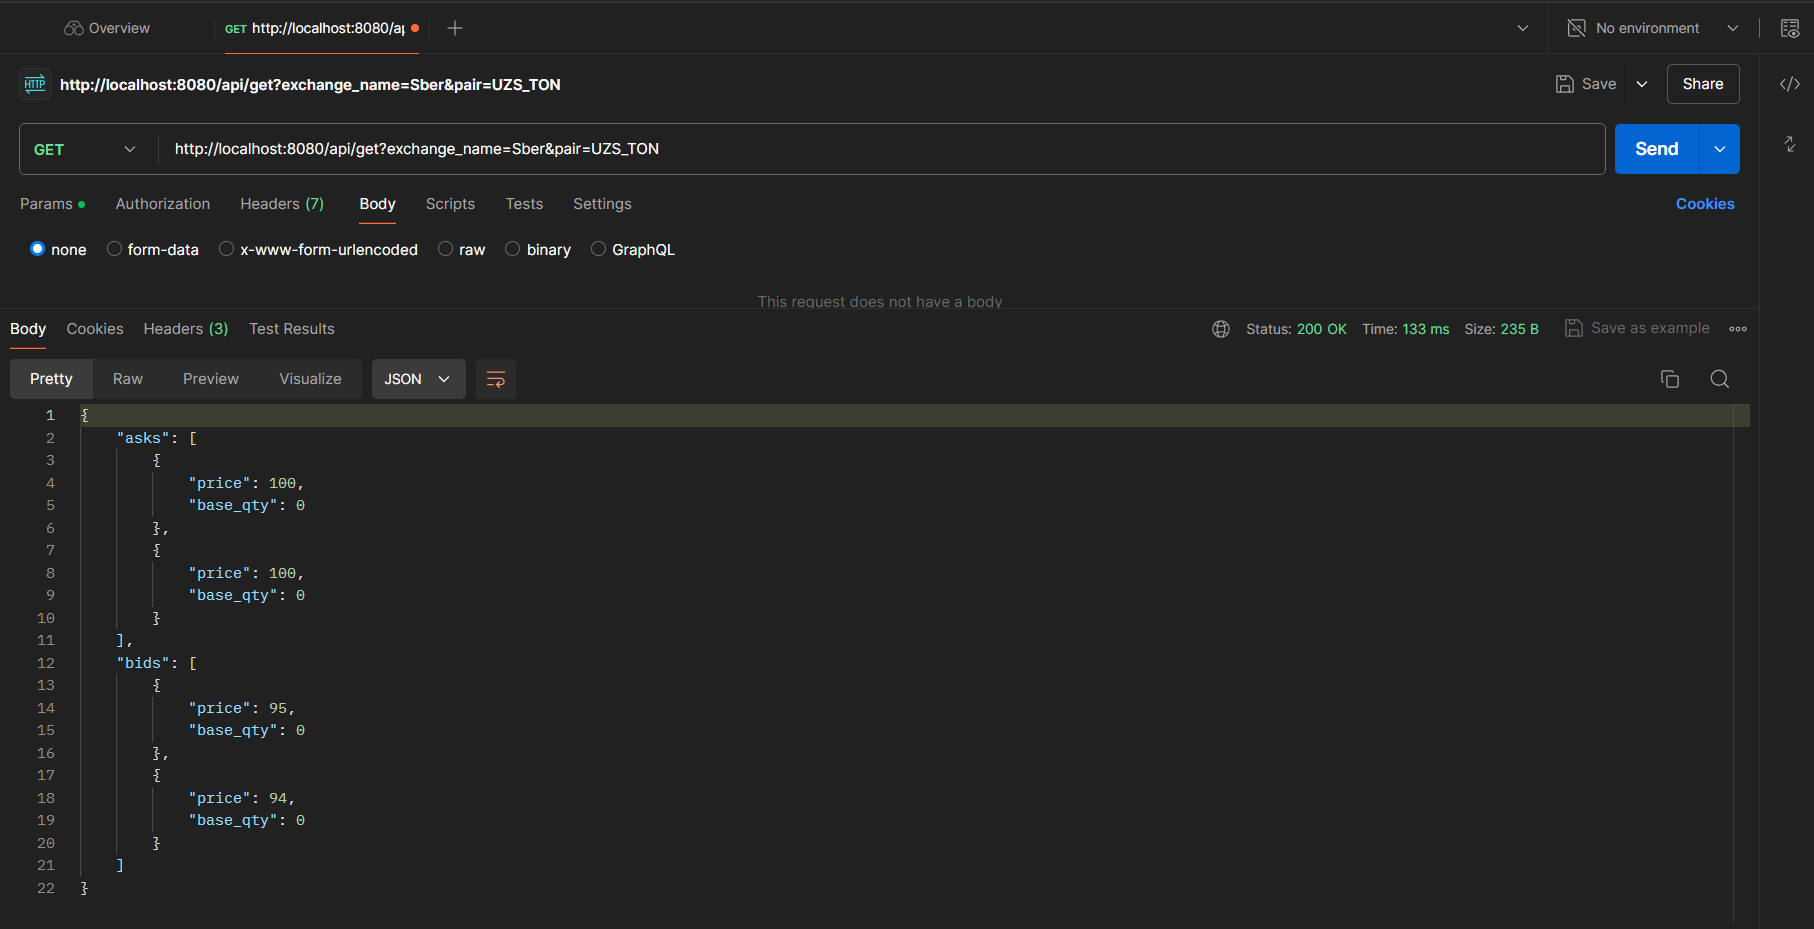 Overview
GET http://localhost:8080/ap
No environment
HTTP http://localhost:8080/api/get?exchange_name=Sber&pair=UZS_TON
Save
Share
GET http://localhost:8080/api/get?exchange_name=Sber&pair=UZS_TON
Send
Params Authorization Headers (7) Body Scripts Tests Settings Cookies
none form-data x-www-form-urlencoded raw binary GraphQL
This request does not have a body
Body Cookies Headers (3) Test Results Status: 200 OK Time: 133 ms Size: 235 B Save as example
Pretty Raw Preview Visualize JSON
1 {
2 "asks": [
3 {
4 "price": 100,
5 "base_qty": 0
6 },
7 {
8 "price": 100,
9 "base_qty": 0
10 }
11 ],
12 "bids": [
13 {
14 "price": 95,
15 "base_qty": 0
16 },
17 {
18 "price": 94,
19 "base_qty": 0
20 }
21 ]
22 }